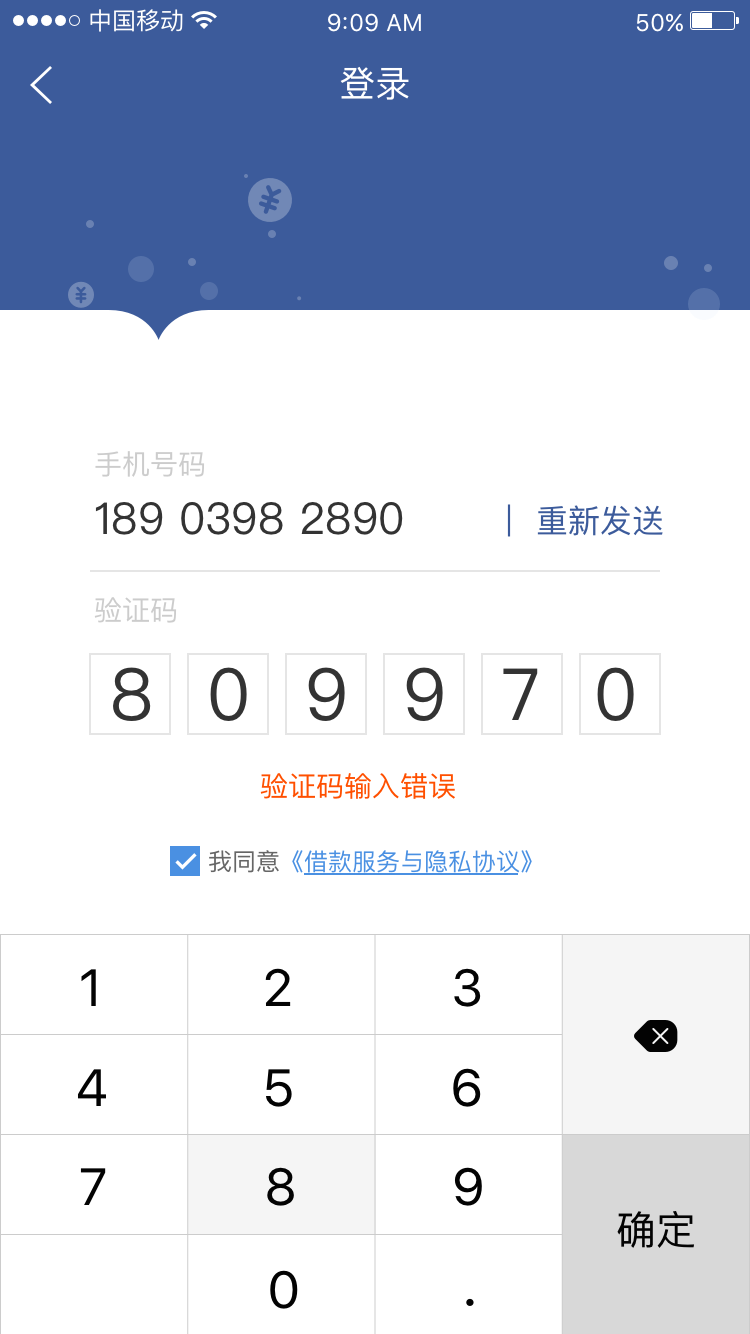 中国移动 9:09 AM 50%
登录
¥
¥
手机号码
189 0398 2890 | 重新发送
验证码
8 0 9 9 7 0
验证码输入错误
我同意《借款服务与隐私协议》
1 2 3
4 5 6
7 8 9
确定
0 .